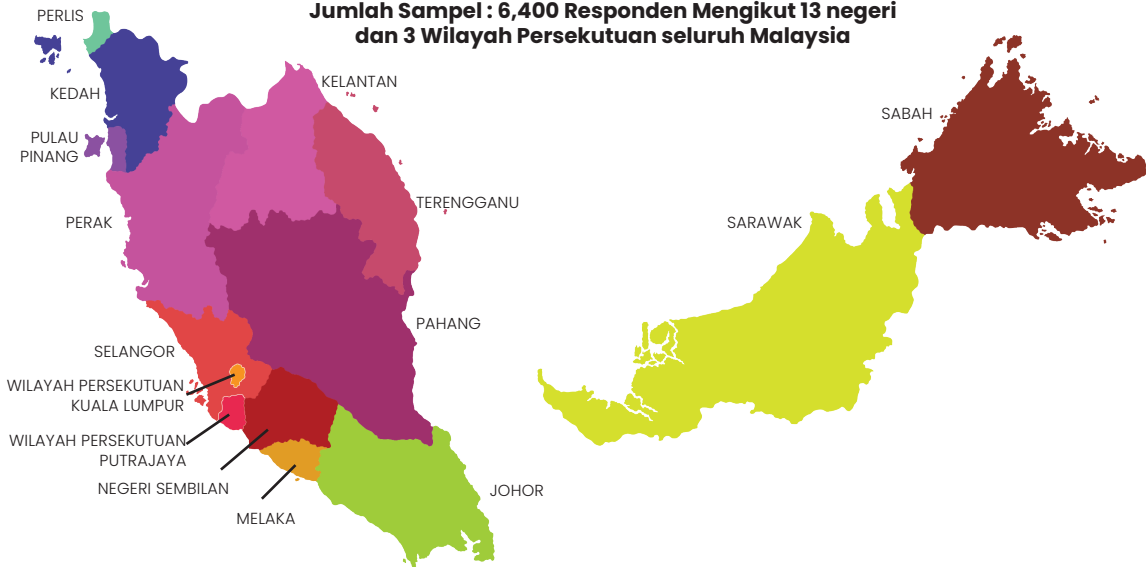 Jumlah Sampel : 6,400 Responden Mengikut 13 negeri
dan 3 Wilayah Persekutuan seluruh Malaysia
PERLIS
KEDAH
PULAU
PINANG
PERAK
KELANTAN
TERENGGANU
PAHANG
SELANGOR
WILAYAH PERSEKUTUAN
KUALA LUMPUR
WILAYAH PERSEKUTUAN
PUTRAJAYA
NEGERI SEMBILAN
MELAKA
JOHOR
SABAH
SARAWAK